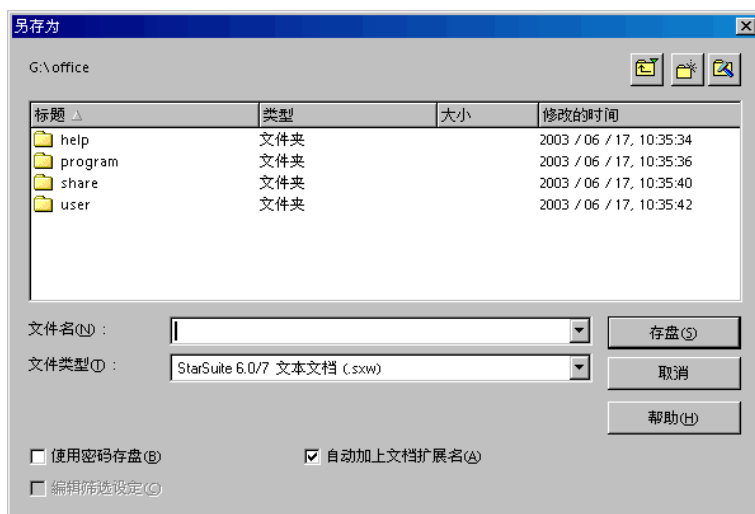 另存为
G:\office
标题 类型 大小 修改的时间
help 文件夹 2003 / 06 / 17, 10:35:34
program 文件夹 2003 / 06 / 17, 10:35:36
share 文件夹 2003 / 06 / 17, 10:35:40
user 文件夹 2003 / 06 / 17, 10:35:42
文件名(N) : 存盘(S)
文件类型(T) : StarSuite 6.0/7 文本文档 (.sxw) 取消
帮助(H)
使用密码存盘(B) 自动加上文档扩展名(A)
编辑筛选设定(C)